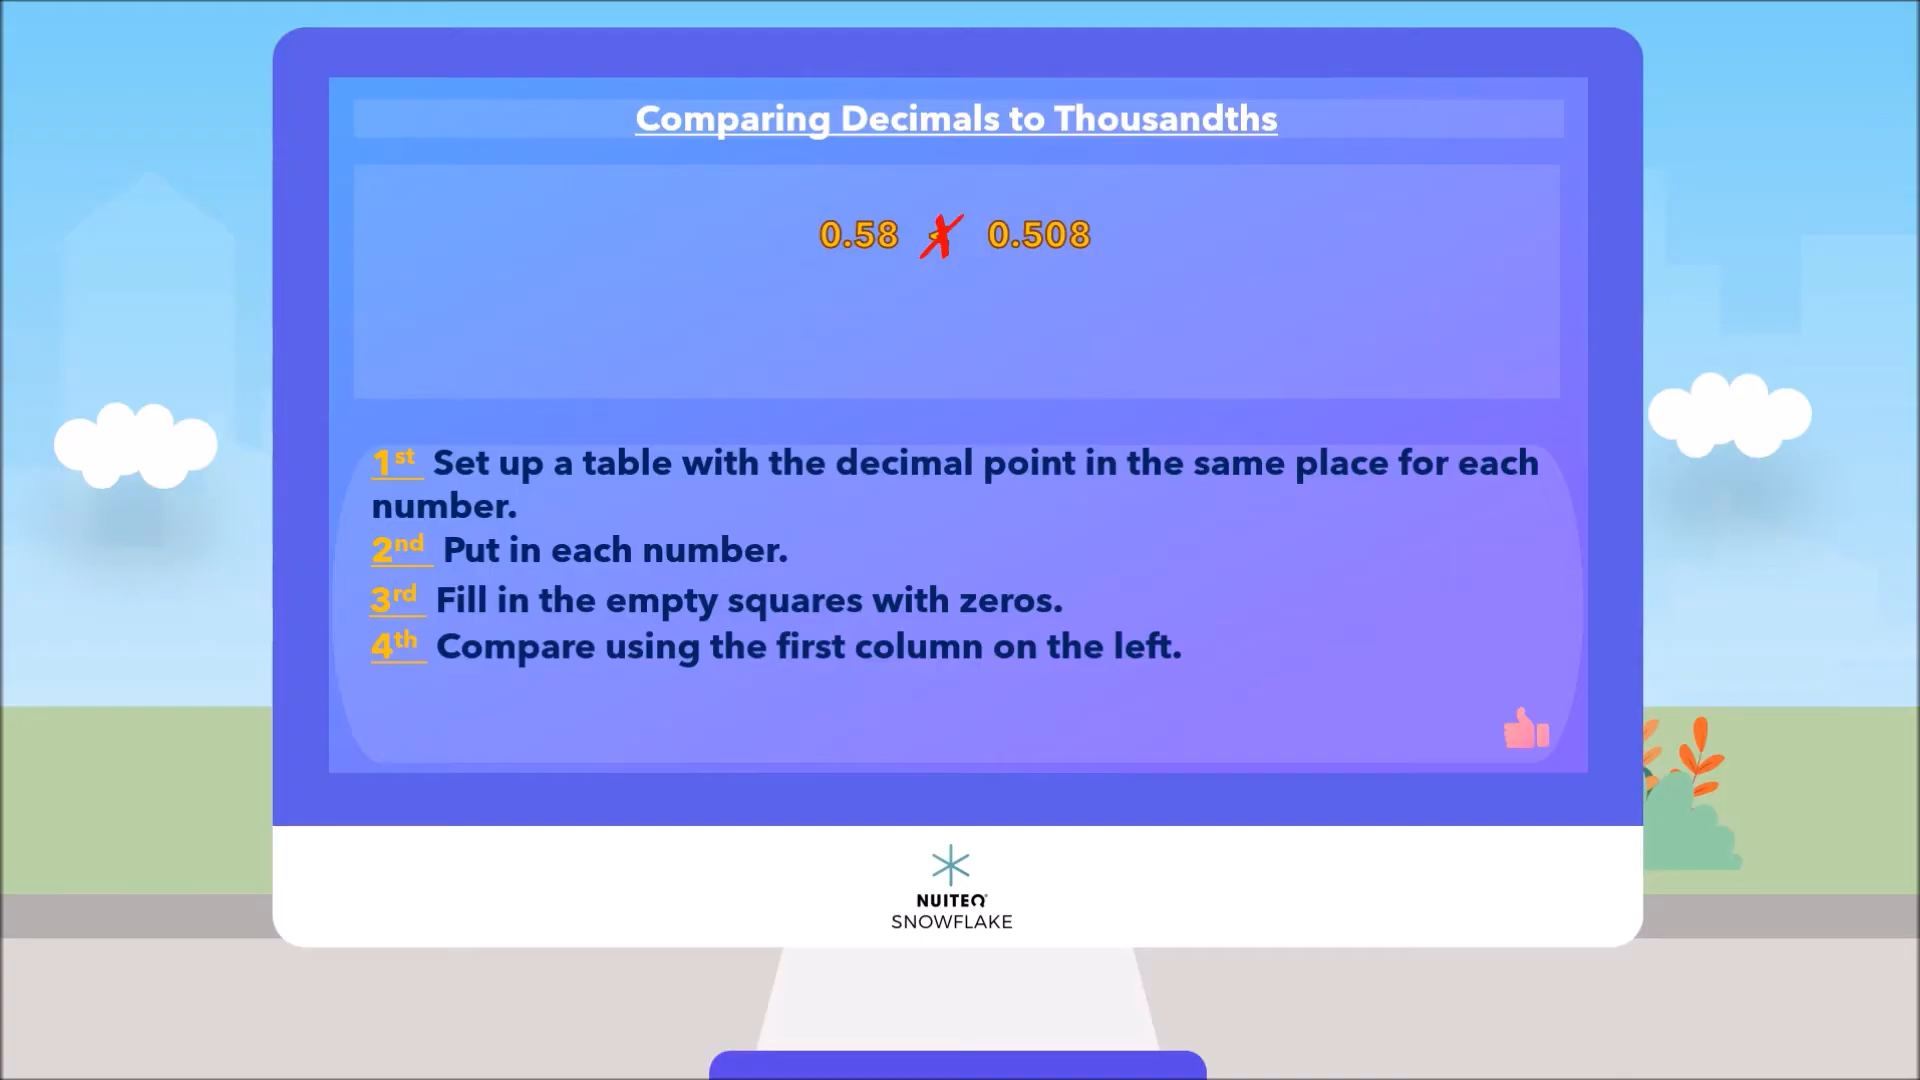 Comparing Decimals to Thousandths
0.58 < 0.508
1st Set up a table with the decimal point in the same place for each
number.
2nd Put in each number.
3rd Fill in the empty squares with zeros.
4th Compare using the first column on the left.
NUITEQ
SNOWFLAKE